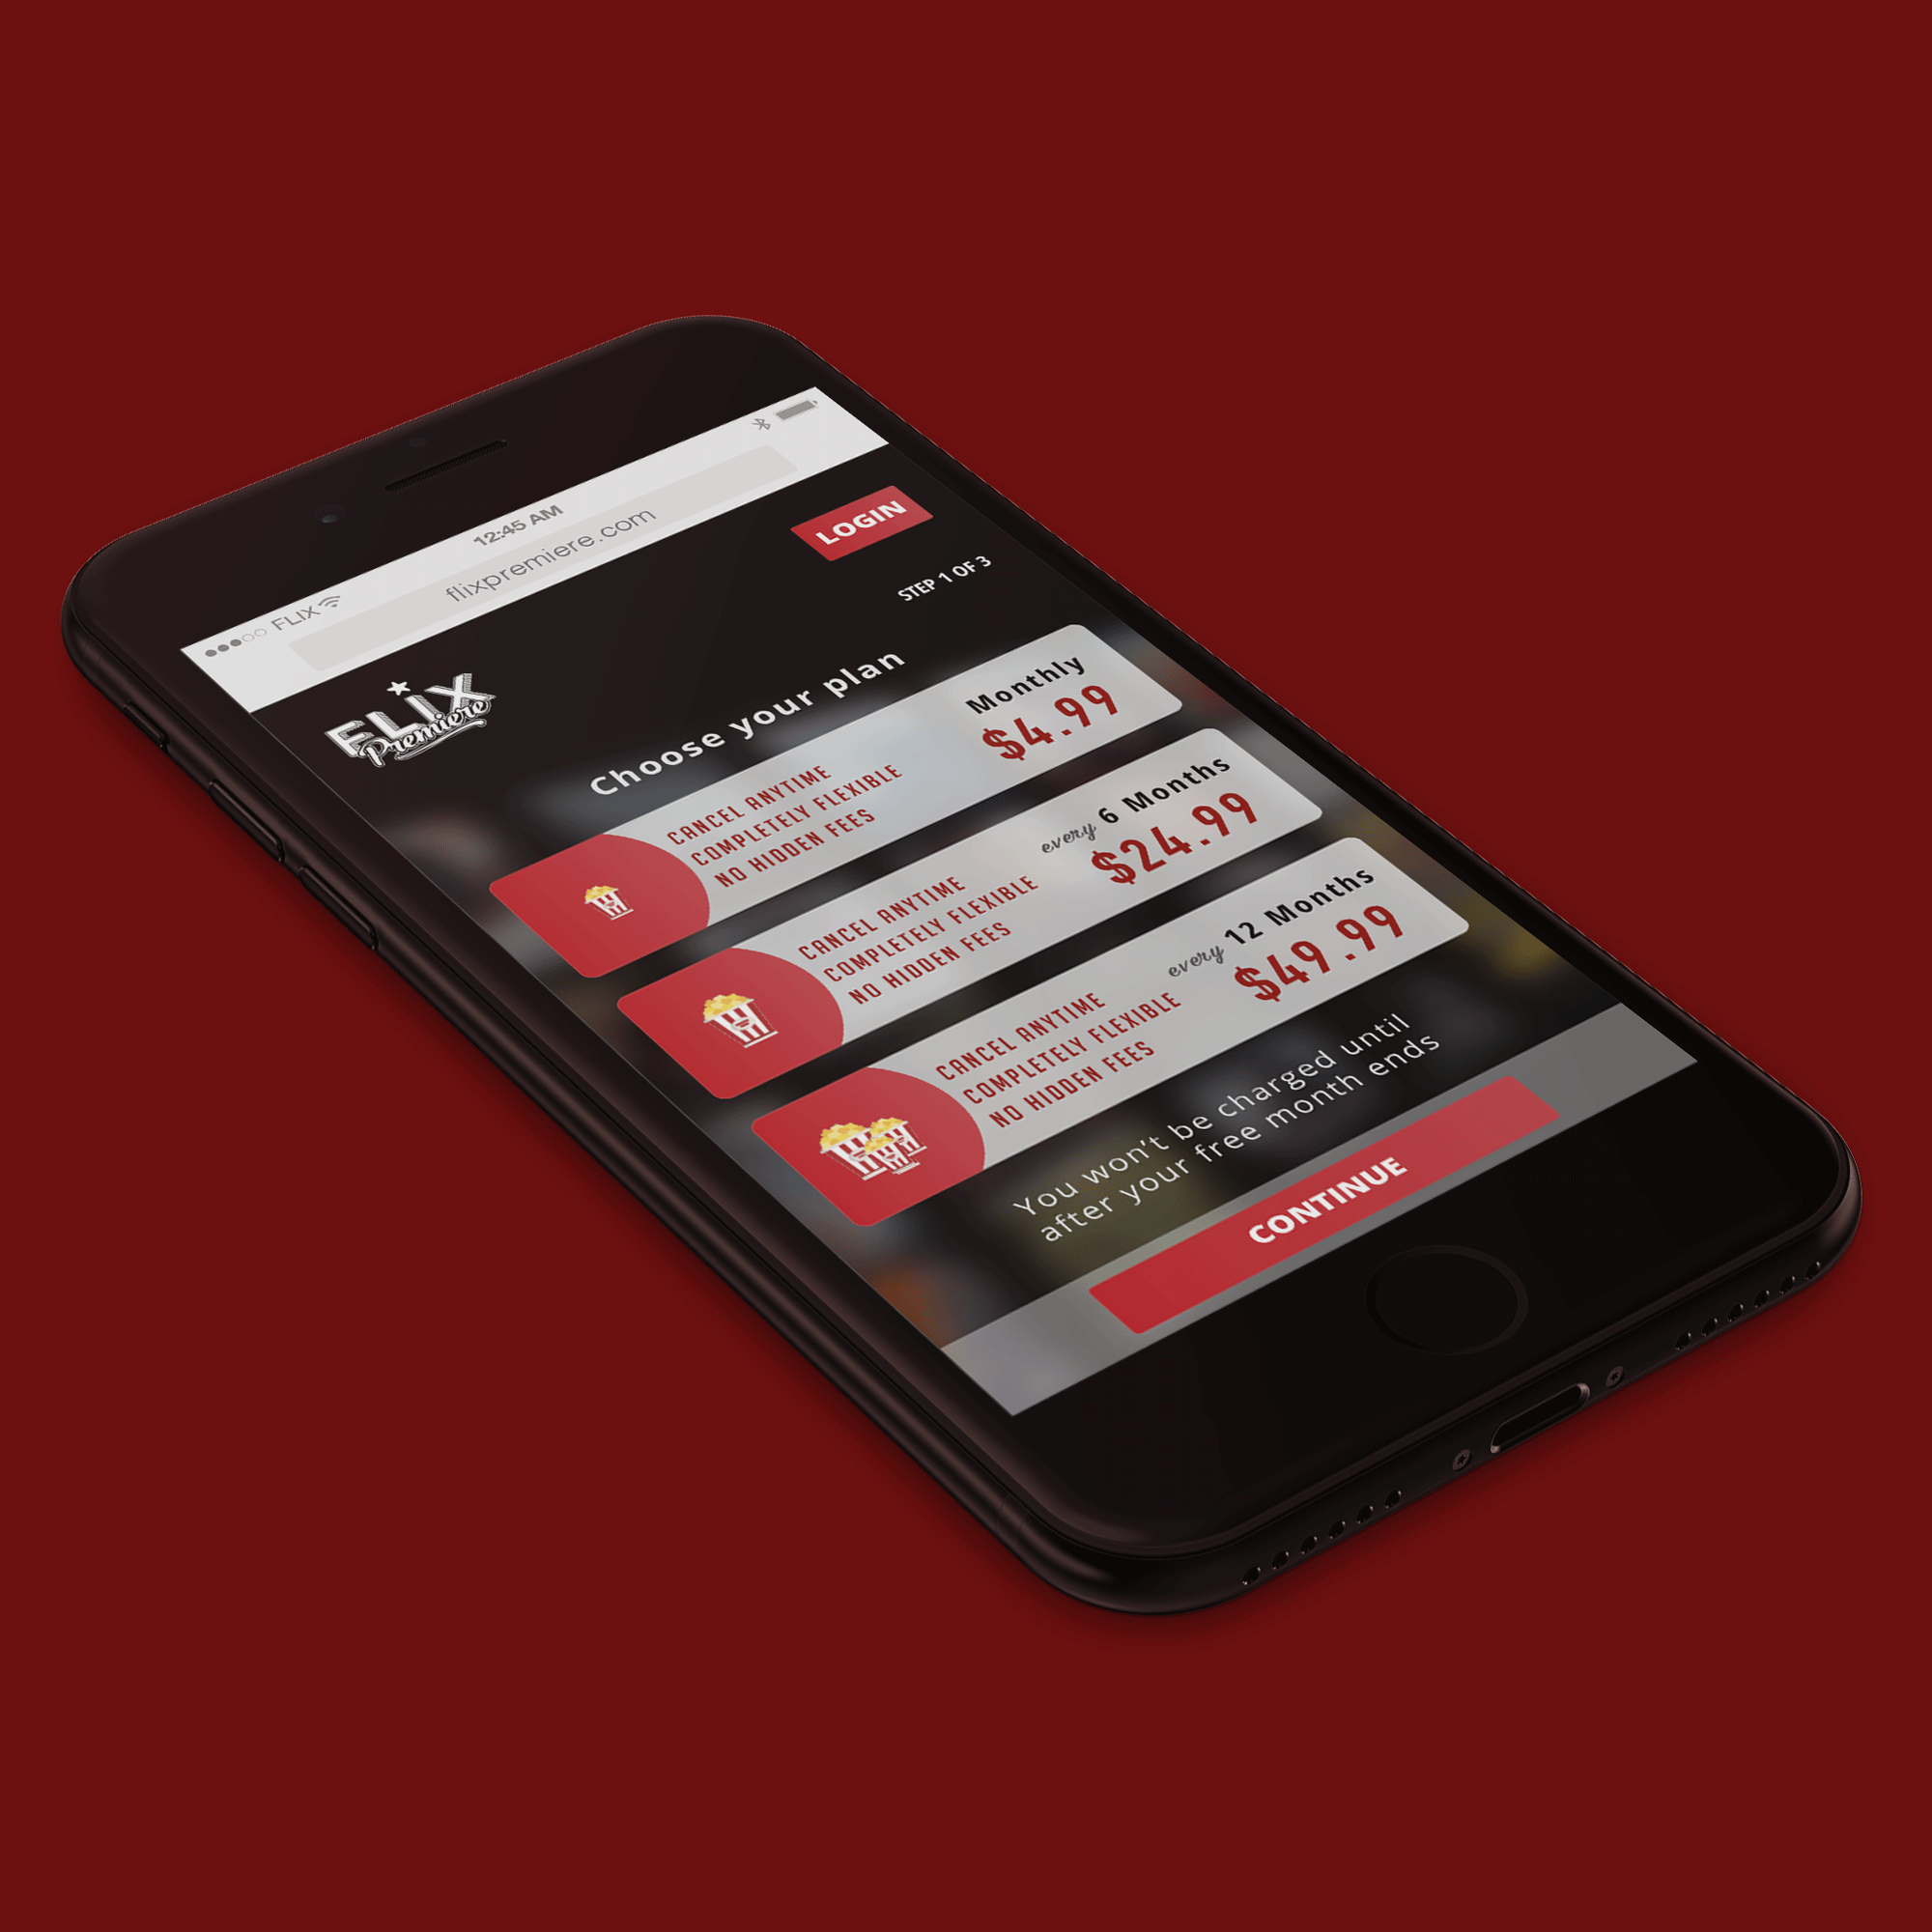 FLIX
12:45 AM
flixpremiere.com
FLIX
Premiere
LOGIN
STEP 1 OF 3
Choose your plan
CANCEL ANYTIME
COMPLETELY FLEXIBLE
NO HIDDEN FEES
Monthly
$4.99
CANCEL ANYTIME
COMPLETELY FLEXIBLE
NO HIDDEN FEES
every 6 Months
$24.99
CANCEL ANYTIME
COMPLETELY FLEXIBLE
NO HIDDEN FEES
every 12 Months
$49.99
You won't be charged until
after your free month ends
CONTINUE